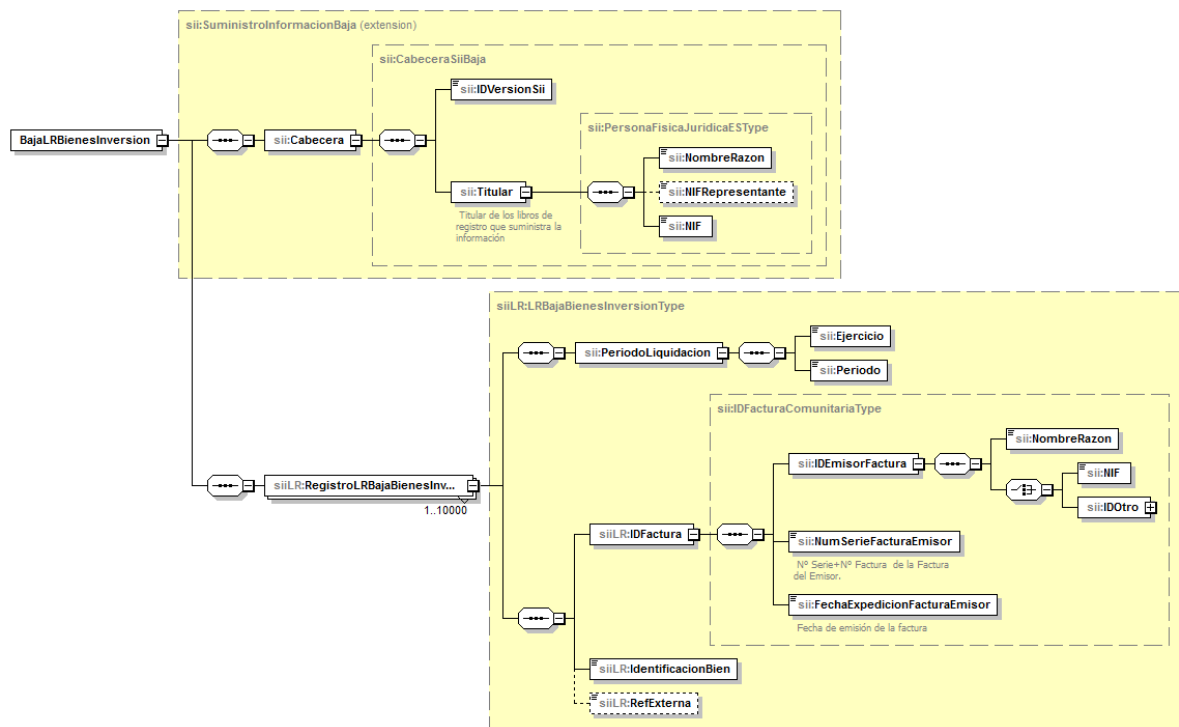 sii:SuministroInformacionBaja (extension)
sii:CabeceraSiiBaja
sii:IDVersionSii
sii:PersonaFisicaJuridicaESType
BajaLRBienesInversion
sii:Cabecera
sii:NombreRazon
sii:Titular
sii:NIFRepresentante
Titular de los libros de
registro que suministra la
información
sii:NIF
siiLR:LRBajaBienesInversionType
sii:PeriodoLiquidacion
sii:Ejercicio
sii:Periodo
sii:IDFacturaComunitariaType
sii:IDEmisorFactura
sii:NombreRazon
sii:NIF
sii:IDOtro
siiLR:RegistroLRBajaBienesInv...
1..10000
siiLR:IDFactura
sii:NumSerieFacturaEmisor
Nº Serie+Nº Factura de la Factura
del Emisor.
sii:FechaExpedicionFacturaEmisor
Fecha de emisión de la factura
siiLR:IdentificacionBien
siiLR:RefExterna